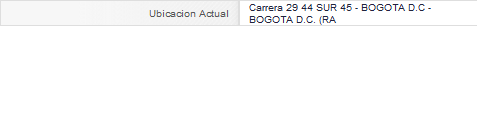 Ubicacion Actual
Carrera 29 44 SUR 45 - BOGOTA D.C -
BOGOTA D.C. (RA